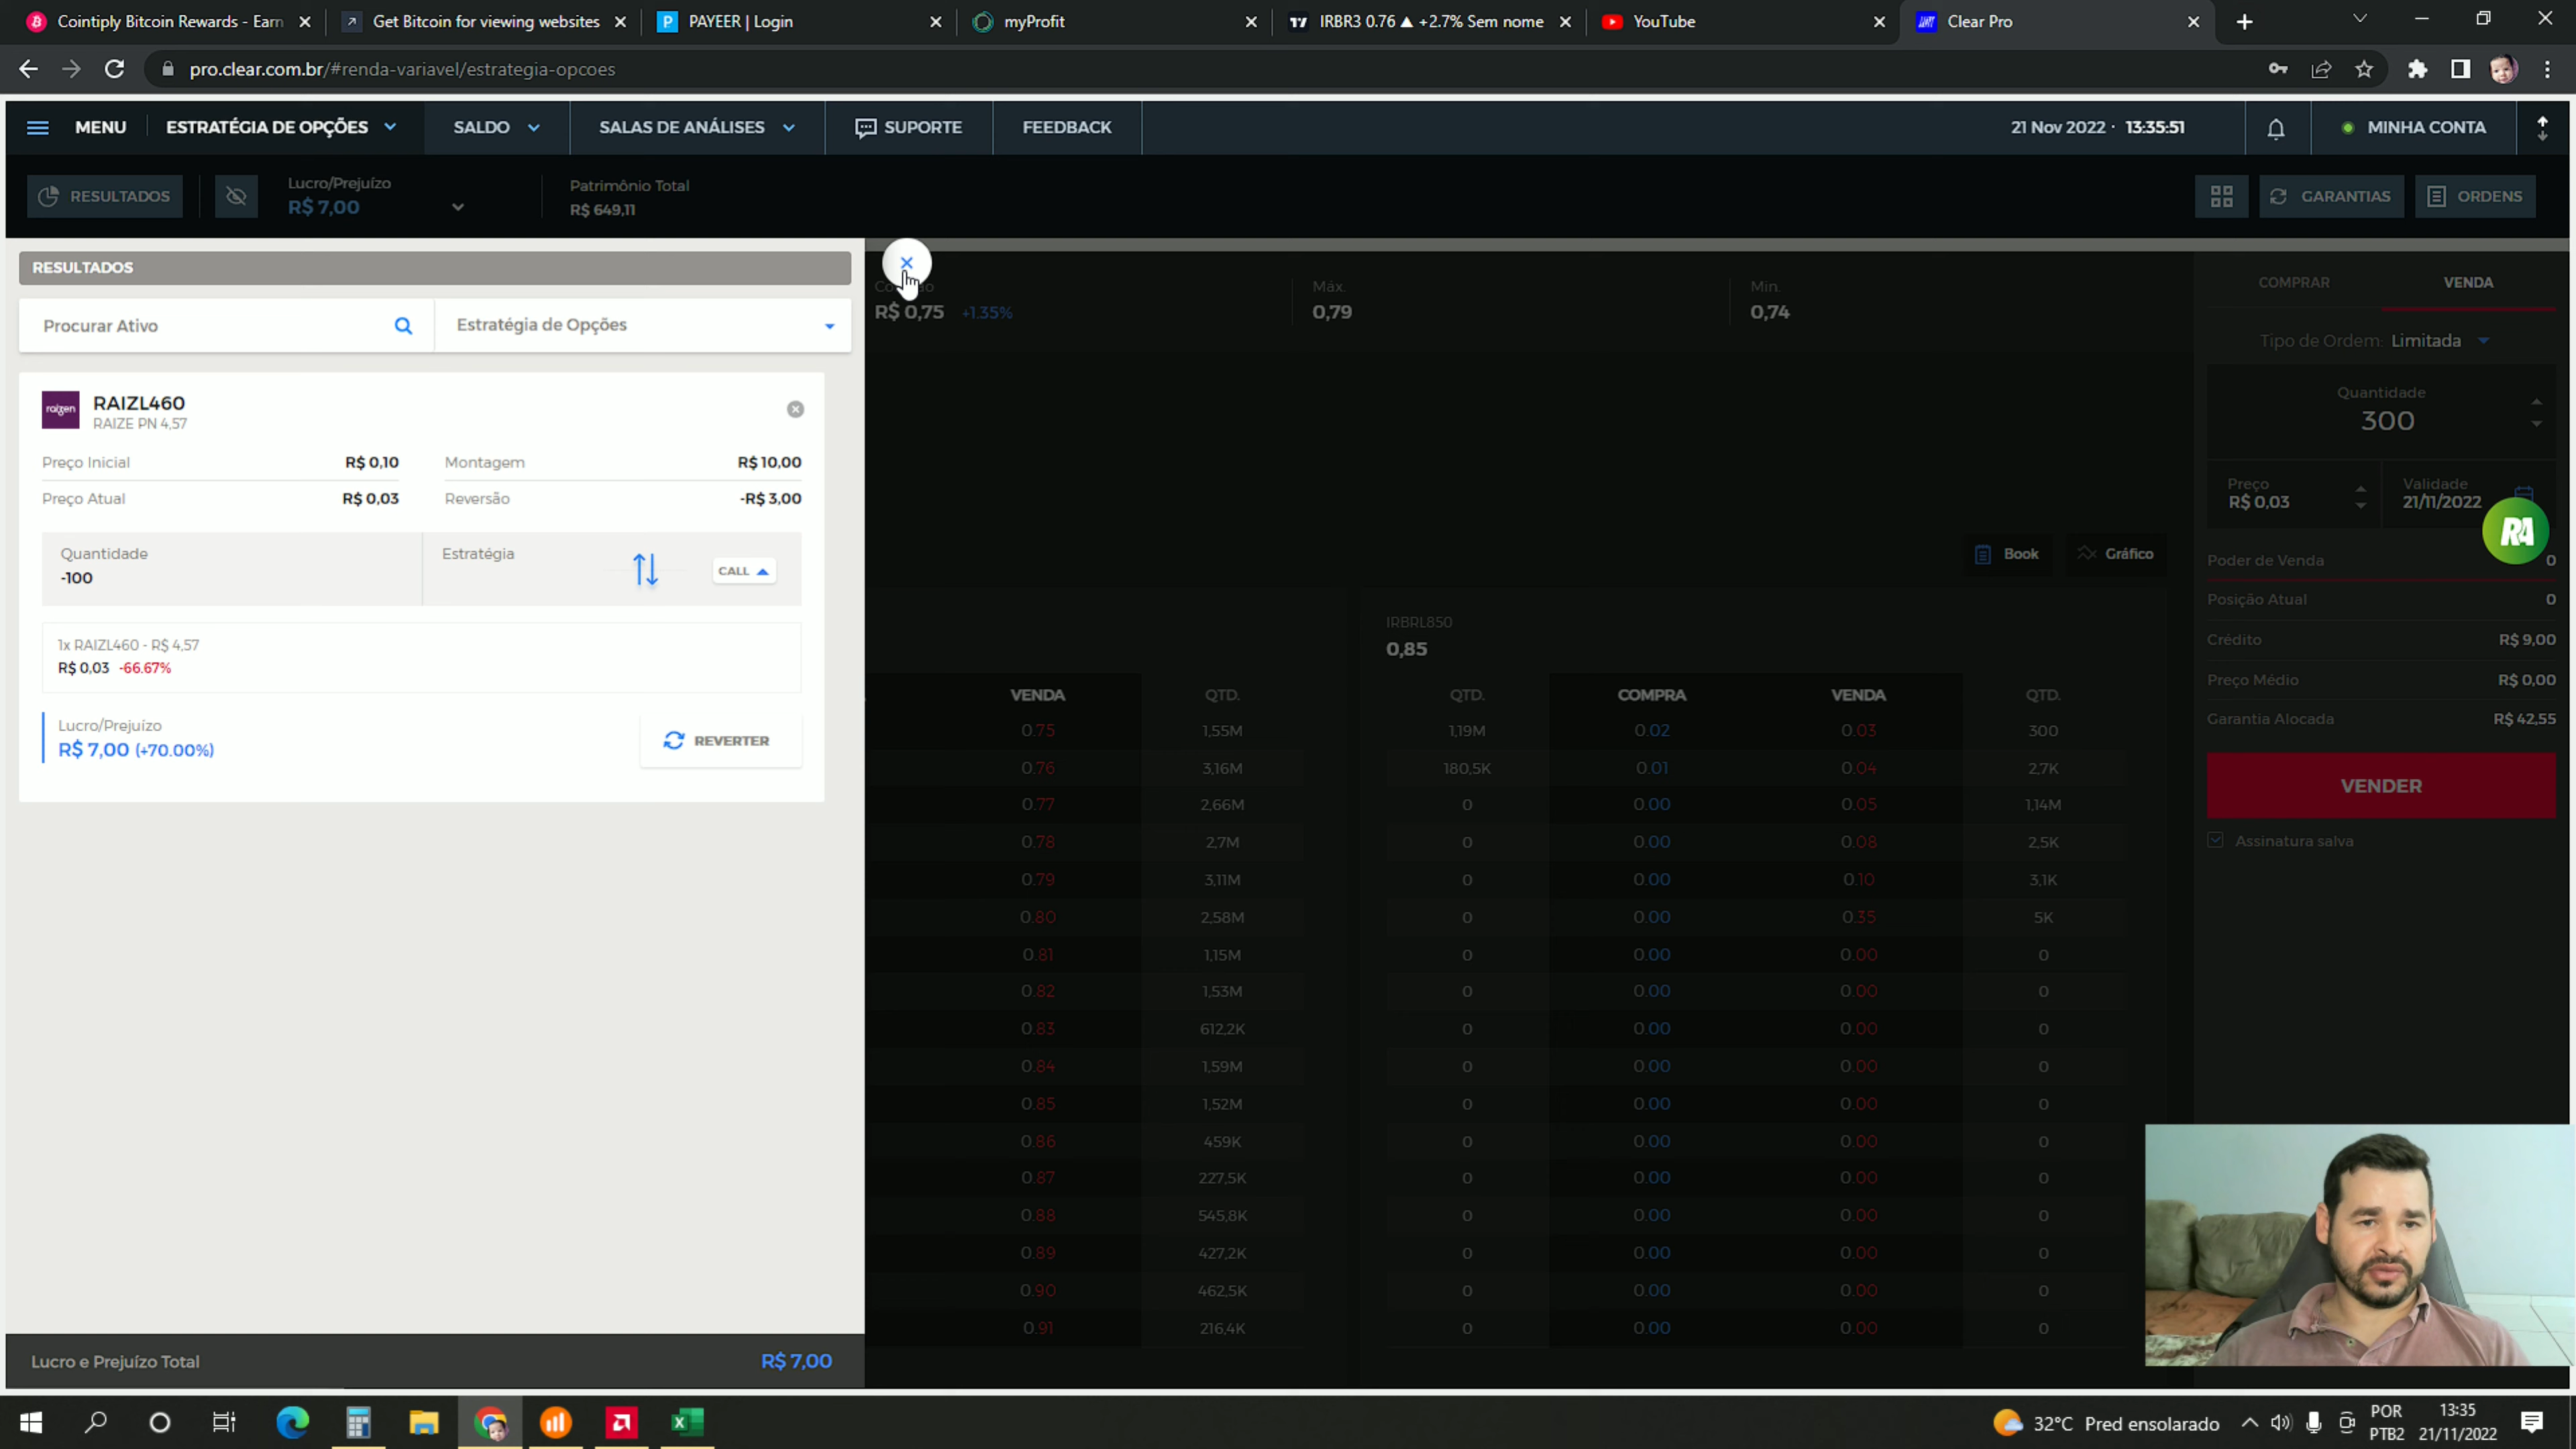 Cointiply Bitcoin Rewards - Earn
Get Bitcoin for viewing websites
PAYEER | Login
myProfit
IRBR3 0.76 ▲ +2.7% Sem nome
YouTube
Clear Pro
pro.clear.com.br/#renda-variavel/estrategia-opcoes
MENU
ESTRATÉGIA DE OPÇÕES
SALDO
SALAS DE ANÁLISES
SUPORTE
FEEDBACK
21 Nov 2022 · 13:35:51
MINHA CONTA
RESULTADOS
Lucro/Prejuízo
R$ 7,00
Patrimônio Total
R$ 649,11
GARANTIAS
ORDENS
RESULTADOS
Procurar Ativo
Estratégia de Opções
raízen
RAIZL460
RAIZE PN 4,57
Preço Inicial R$ 0,10
Montagem R$ 10,00
Preço Atual R$ 0,03
Reversão -R$ 3,00
Quantidade
-100
Estratégia
CALL
1x RAIZL460 - R$ 4,57
R$ 0,03 -66.67%
Lucro/Prejuízo
R$ 7,00 (+70.00%)
REVERTER
Lucro e Prejuízo Total R$ 7,00
R$ 0,75 +1.35%
Máx.
0,79
Min.
0,74
Book
Gráfico
IRBRL850
0,85
VENDA QTD. QTD. COMPRA VENDA QTD.
0.75 1,55M 1,19M 0.02 0.03 300
0.76 3,16M 180,5K 0.01 0.04 2,7K
0.77 2,66M 0 0.00 0.05 1,14M
0.78 2,7M 0 0.00 0.08 2,5K
0.79 3,11M 0 0.00 0.10 3,1K
0.80 2,58M 0 0.00 0.35 5K
0.81 1,15M 0 0.00 0.00 0
0.82 1,53M 0 0.00 0.00 0
0.83 612,2K 0 0.00 0.00 0
0.84 1,59M 0 0.00 0.00 0
0.85 1,52M 0 0.00 0.00 0
0.86 459K 0 0.00 0.00 0
0.87 227,5K 0 0.00 0.00 0
0.88 545,8K 0 0.00 0.00 0
0.89 427,2K 0 0.00 0.00 0
0.90 462,5K 0 0.00 0.00 0
0.91 216,4K 0 0.00 0.00 0
COMPRAR
VENDA
Tipo de Ordem: Limitada
Quantidade
300
Preço
R$ 0,03
Validade
21/11/2022
RA
Poder de Venda 0
Posição Atual 0
Crédito R$ 9,00
Preço Médio R$ 0,00
Garantia Alocada R$ 42,55
VENDER
Assinatura salva
32°C Pred ensolarado
POR
PTB2
13:35
21/11/2022